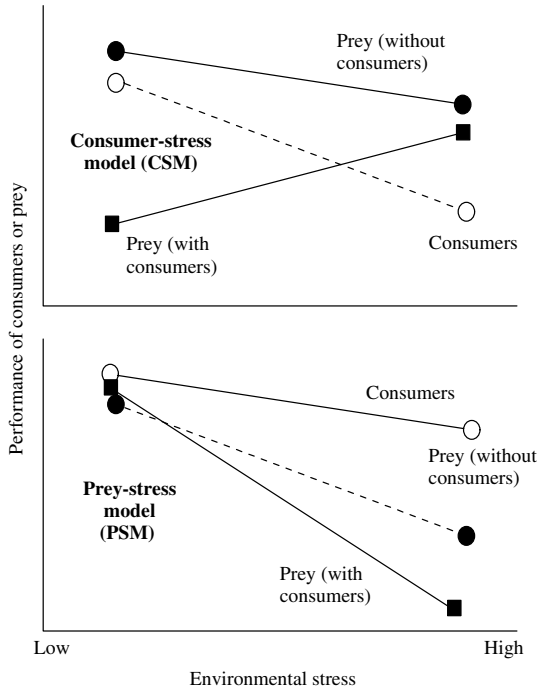 Prey (without
consumers)
Consumer-stress
model (CSM)
Prey (with
consumers)
Consumers
Performance of consumers or prey
Consumers
Prey (without
consumers)
Prey-stress
model
(PSM)
Prey (with
consumers)
Low
High
Environmental stress